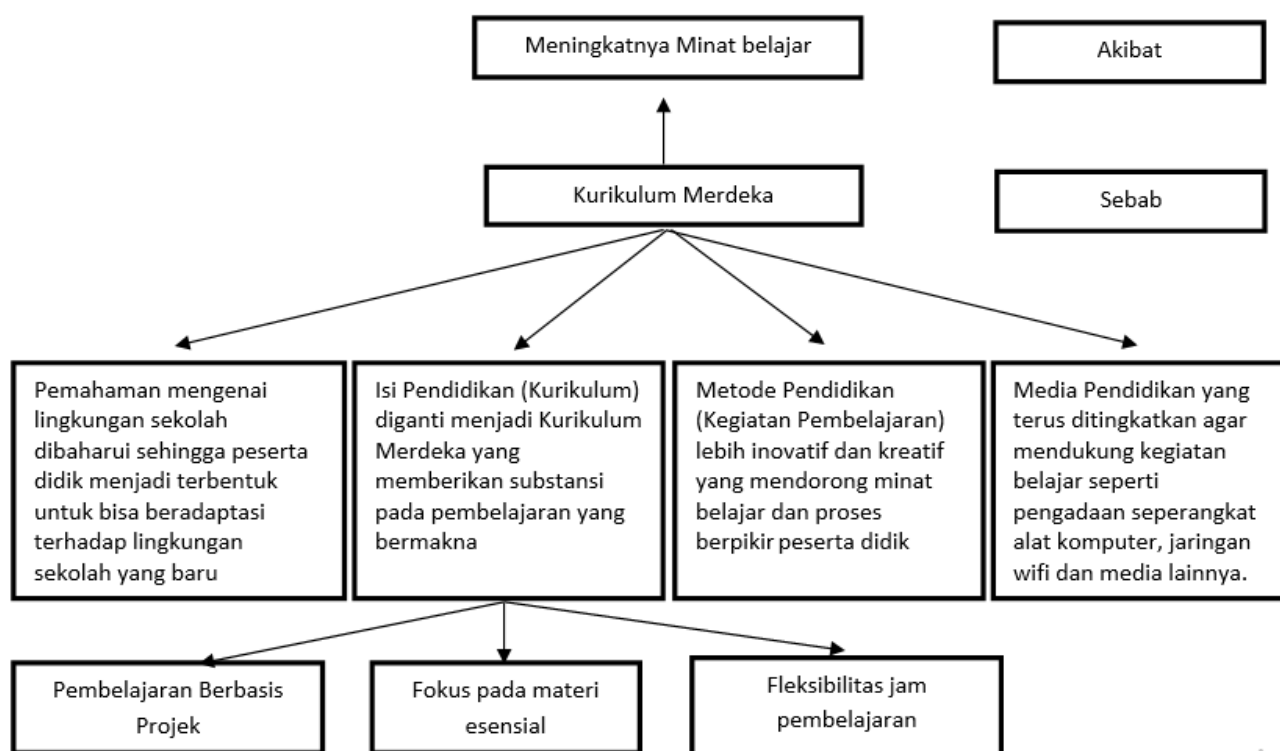 Meningkatnya Minat belajar
Akibat
Kurikulum Merdeka
Sebab
Pemahaman mengenai
lingkungan sekolah
dibaharui sehingga peserta
didik menjadi terbentuk
untuk bisa beradaptasi
terhadap lingkungan
sekolah yang baru
Isi Pendidikan (Kurikulum)
diganti menjadi Kurikulum
Merdeka yang
memberikan substansi
pada pembelajaran yang
bermakna
Metode Pendidikan
(Kegiatan Pembelajaran)
lebih inovatif dan kreatif
yang mendorong minat
belajar dan proses
berpikir peserta didik
Media Pendidikan yang
terus ditingkatkan agar
mendukung kegiatan
belajar seperti
pengadaan seperangkat
alat komputer, jaringan
wifi dan media lainnya.
Pembelajaran Berbasis
Projek
Fokus pada materi
esensial
Fleksibilitas jam
pembelajaran